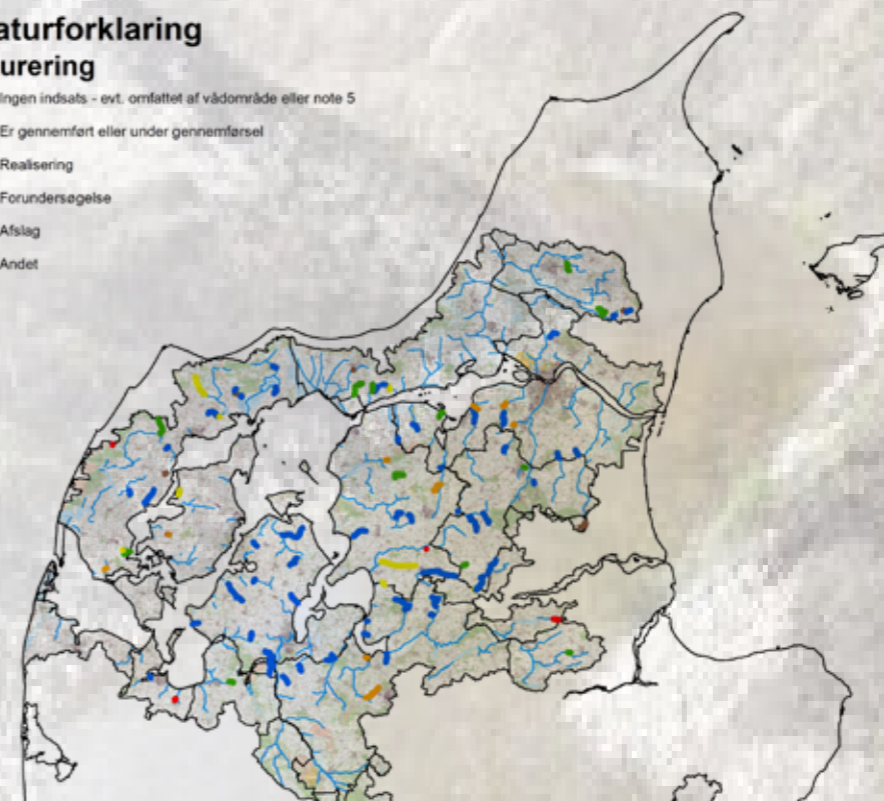 aturforklaring
urering
Ingen indsats - evt. omfattet af vådområde eller note 5
Er gennemført eller under gennemførsel
Realisering
Forundersøgelse
Afslag
Andet